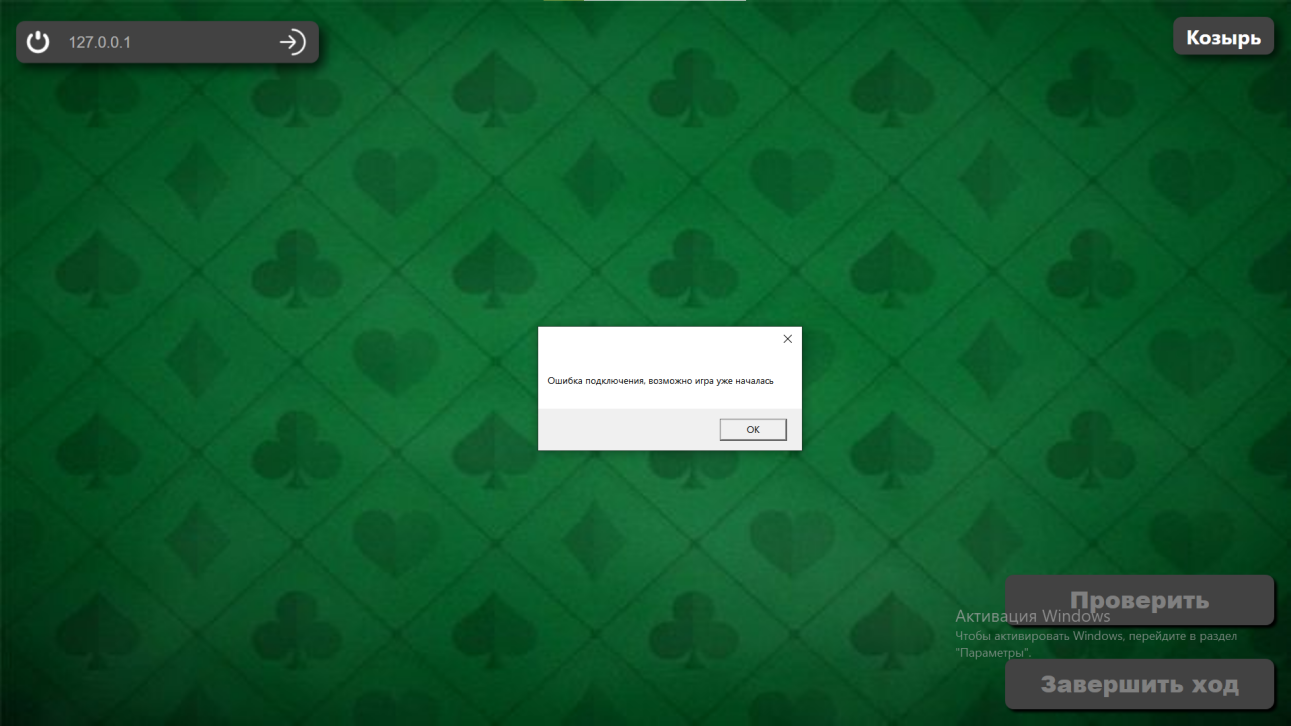 127.0.0.1
Козырь
Ошибка подключения, возможно игра уже началась
OK
Проверить
Активация Windows
Чтобы активировать Windows, перейдите в раздел
"Параметры".
Завершить ход